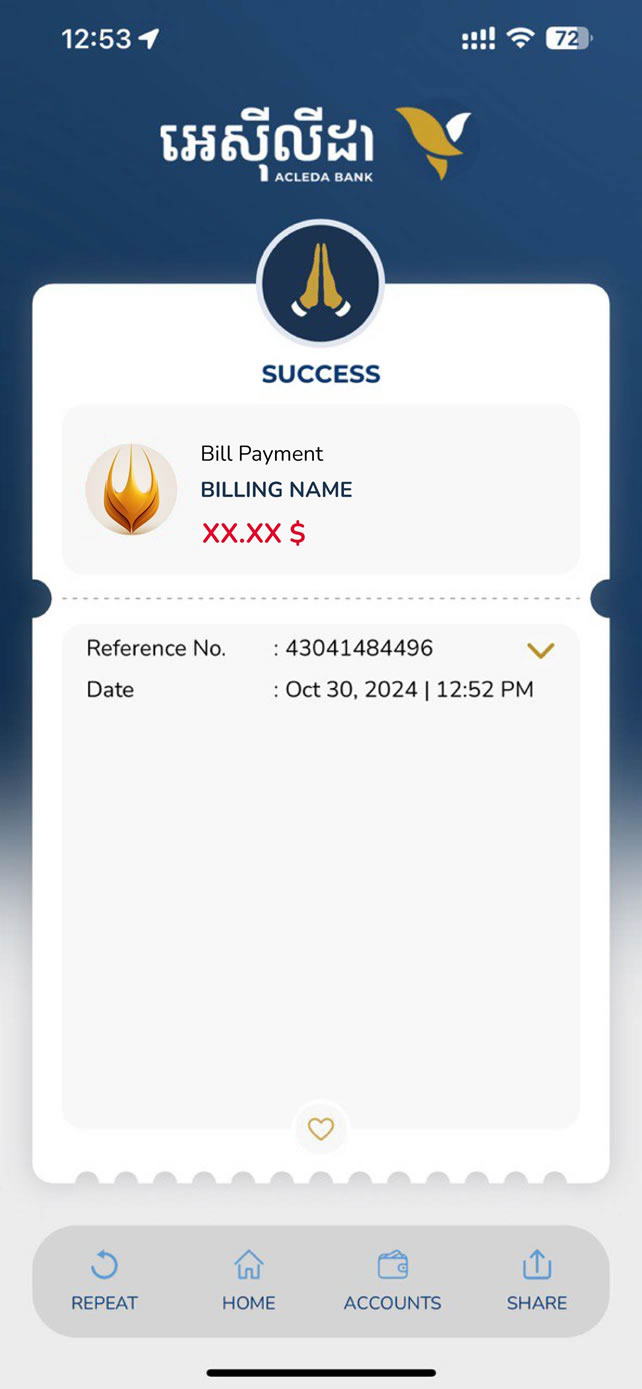 12:53
72
អេស៊ីលីដា
ACLEDA BANK
SUCCESS
Bill Payment
BILLING NAME
XX.XX $
Reference No. : 43041484496
Date : Oct 30, 2024 | 12:52 PM
REPEAT HOME ACCOUNTS SHARE